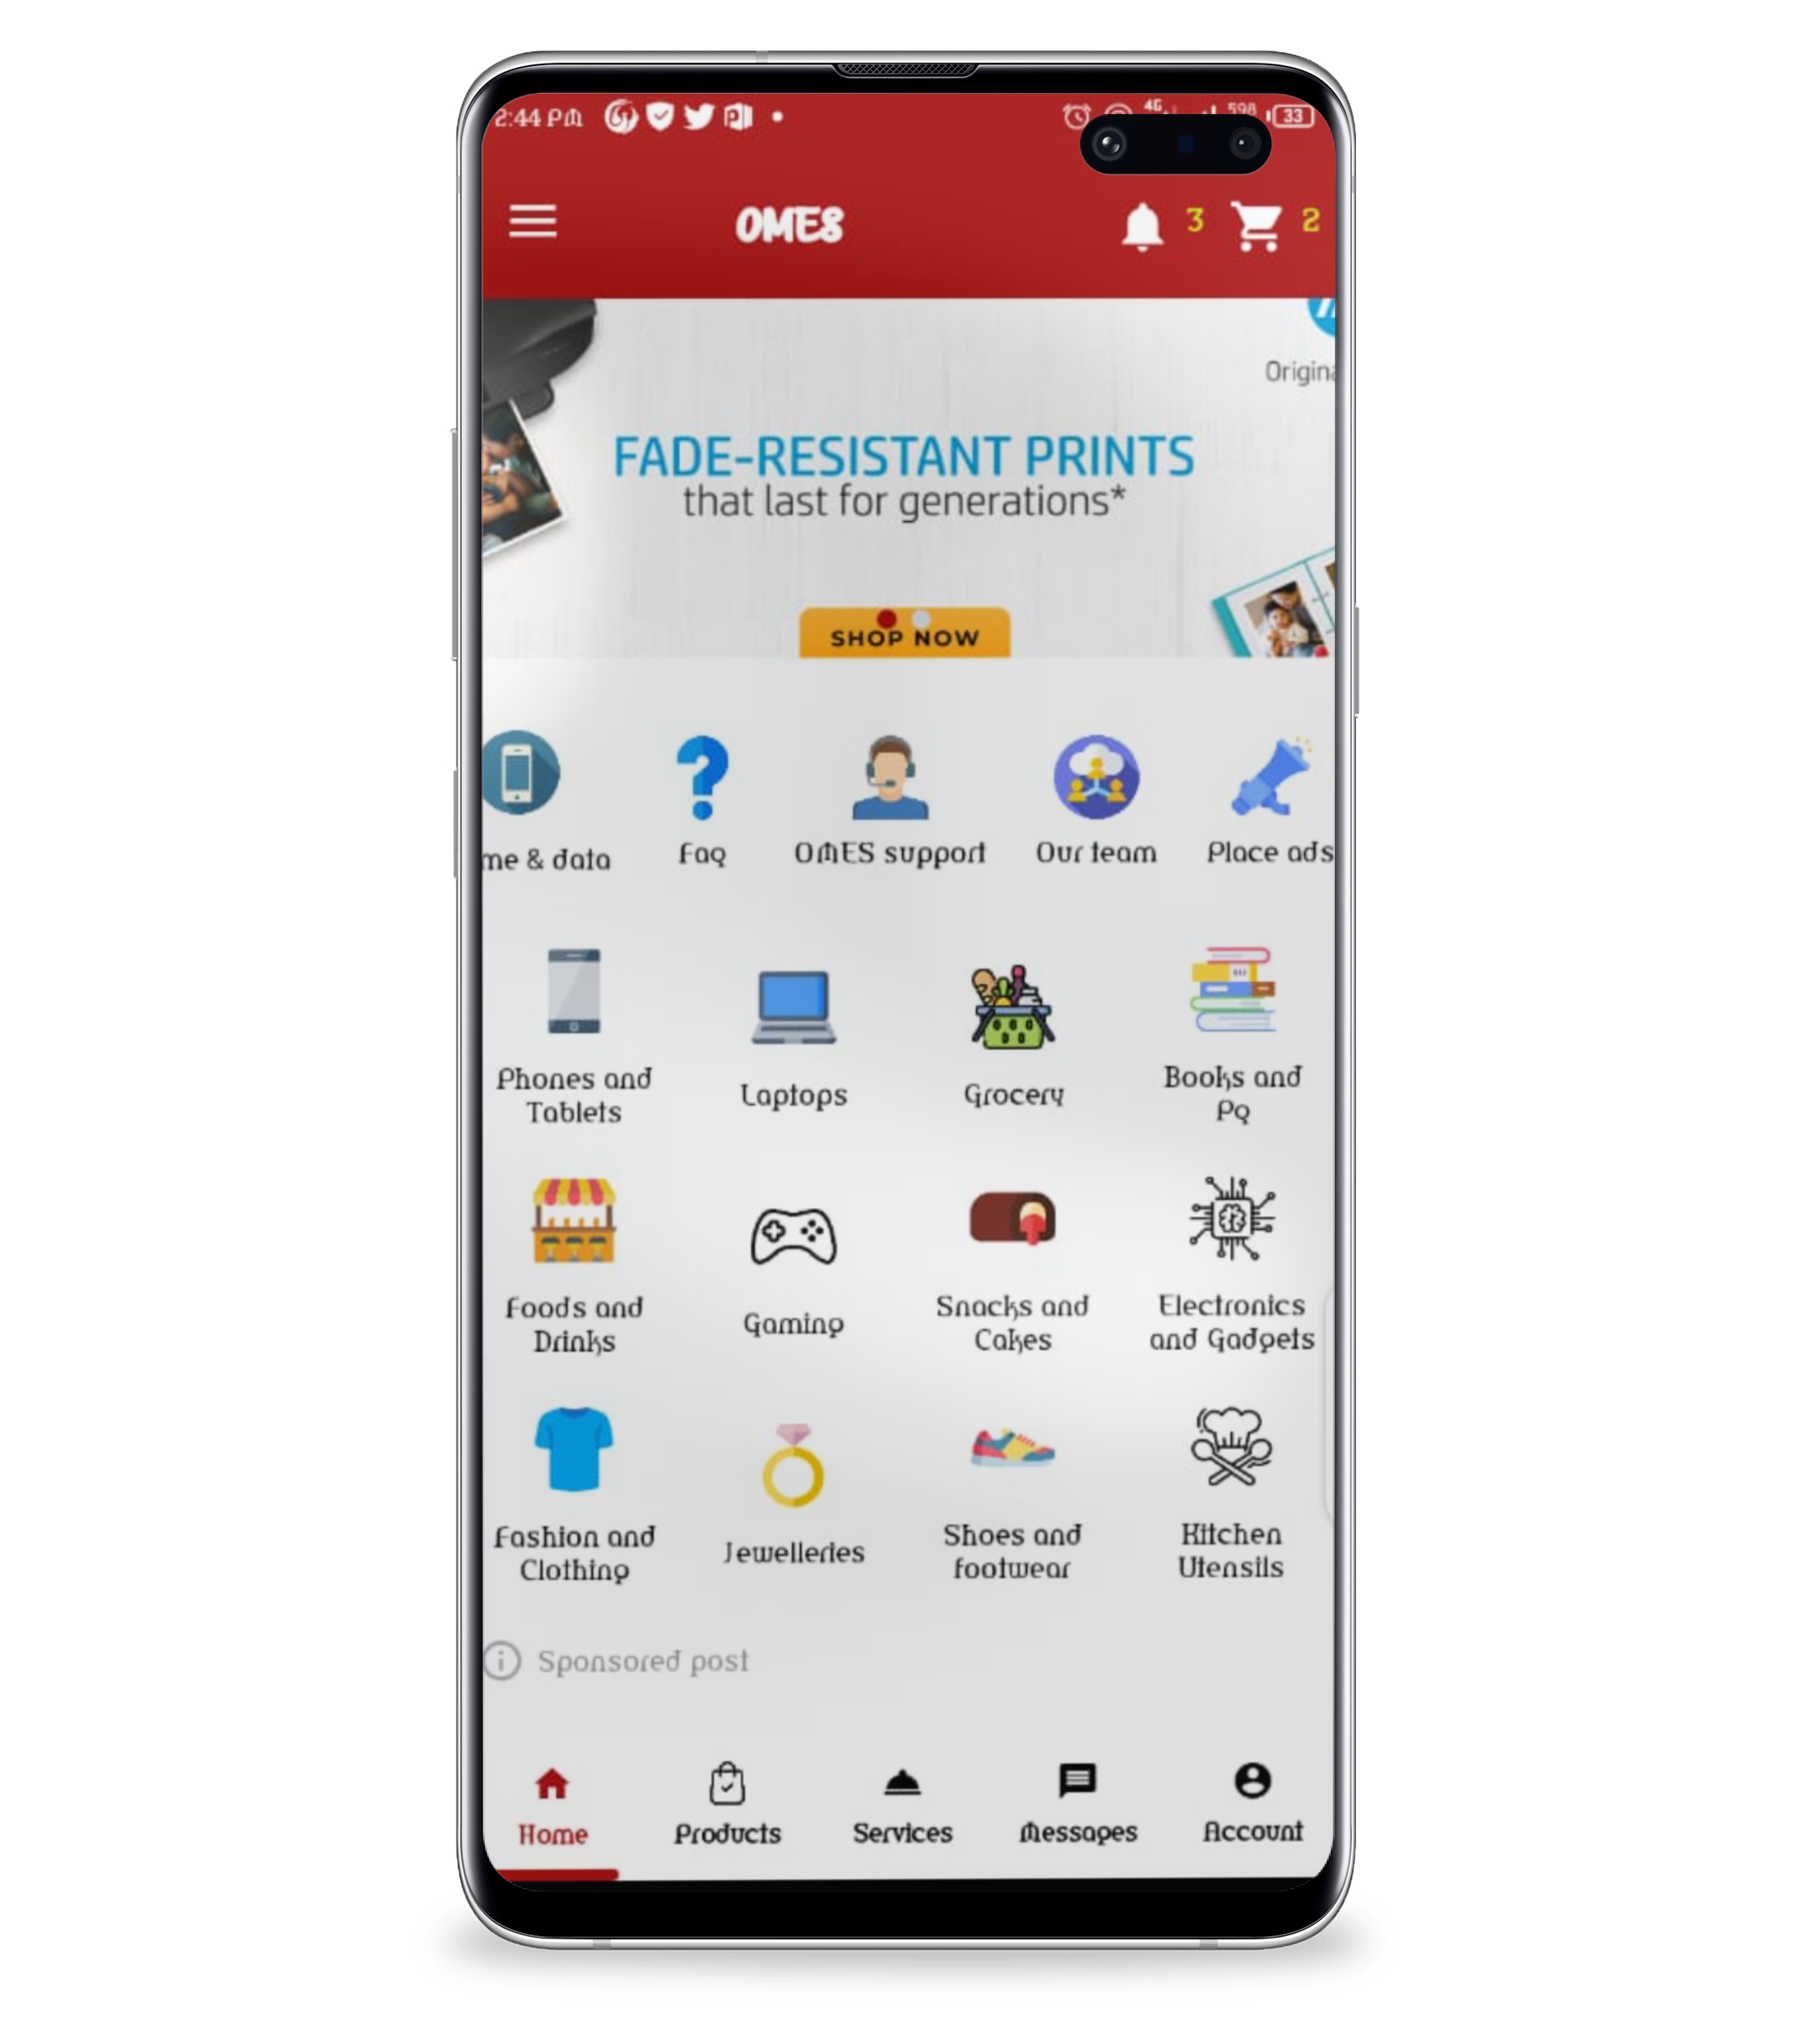 2:44 PM 4G 598 33
OMES 3 2
Origina
FADE-RESISTANT PRINTS
that last for generations*
SHOP NOW
me & data Faq OMES support Our team Place ads
Phones and
Tablets
Laptops
Grocery
Books and
Pq
Foods and
Drinks
Gaming
Snacks and
Cakes
Electronics
and Gadgets
Fashion and
Clothing
Jewelleries
Shoes and
footwear
Kitchen
Utensils
Sponsored post
Home Products Services Messages Account